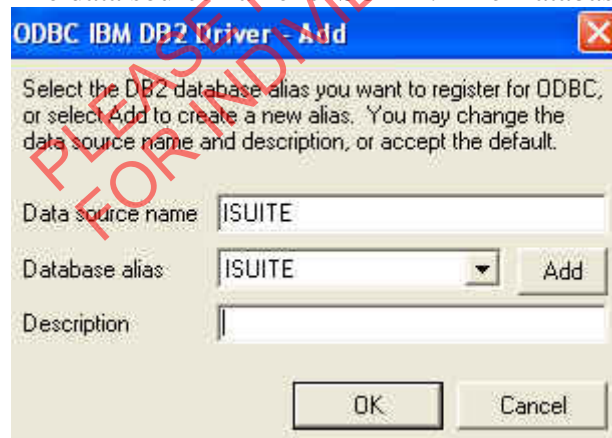 ODBC IBM DB2 Driver - Add
Select the DB2 database alias you want to register for ODBC,
or select Add to create a new alias. You may change the
data source name and description, or accept the default.
Data source name ISUITE
Database alias ISUITE Add
Description
OK Cancel
PLEASE
FOR